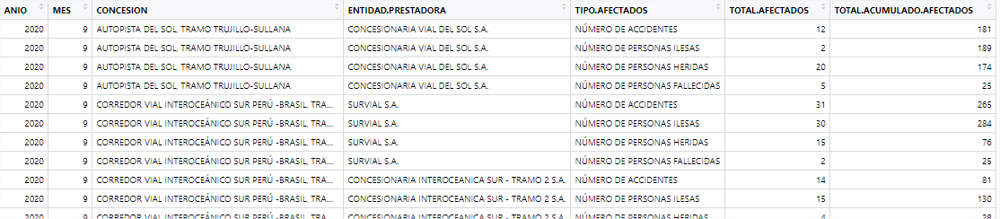 ANIO MES CONCESION ENTIDAD.PRESTADORA TIPO.AFECTADOS TOTAL.AFECTADOS TOTAL.ACUMULADO.AFECTADOS
2020 9 AUTOPISTA DEL SOL, TRAMO TRUJILLO-SULLANA CONCESIONARIA VIAL DEL SOL S.A. NÚMERO DE ACCIDENTES 12 181
2020 9 AUTOPISTA DEL SOL, TRAMO TRUJILLO-SULLANA CONCESIONARIA VIAL DEL SOL S.A. NÚMERO DE PERSONAS ILESAS 2 189
2020 9 AUTOPISTA DEL SOL, TRAMO TRUJILLO-SULLANA CONCESIONARIA VIAL DEL SOL S.A. NÚMERO DE PERSONAS HERIDAS 20 174
2020 9 AUTOPISTA DEL SOL, TRAMO TRUJILLO-SULLANA CONCESIONARIA VIAL DEL SOL S.A. NÚMERO DE PERSONAS FALLECIDAS 5 25
2020 9 CORREDOR VIAL INTEROCEÁNICO SUR PERÚ -BRASIL, TRA... SURVIAL S.A. NÚMERO DE ACCIDENTES 31 265
2020 9 CORREDOR VIAL INTEROCEÁNICO SUR PERÚ -BRASIL, TRA... SURVIAL S.A. NÚMERO DE PERSONAS ILESAS 30 284
2020 9 CORREDOR VIAL INTEROCEÁNICO SUR PERÚ -BRASIL, TRA... SURVIAL S.A. NÚMERO DE PERSONAS HERIDAS 15 76
2020 9 CORREDOR VIAL INTEROCEÁNICO SUR PERÚ -BRASIL, TRA... SURVIAL S.A. NÚMERO DE PERSONAS FALLECIDAS 2 25
2020 9 CORREDOR VIAL INTEROCEÁNICO SUR PERÚ -BRASIL, TRA... CONCESIONARIA INTEROCEANICA SUR - TRAMO 2 S.A. NÚMERO DE ACCIDENTES 14 81
2020 9 CORREDOR VIAL INTEROCEÁNICO SUR PERÚ -BRASIL, TRA... CONCESIONARIA INTEROCEANICA SUR - TRAMO 2 S.A. NÚMERO DE PERSONAS ILESAS 15 130
2020 9 CORREDOR VIAL INTEROCEÁNICO SUR PERÚ -BRASIL, TRA... CONCESIONARIA INTEROCEANICA SUR - TRAMO 2 S.A. NÚMERO DE PERSONAS HERIDAS 4 28